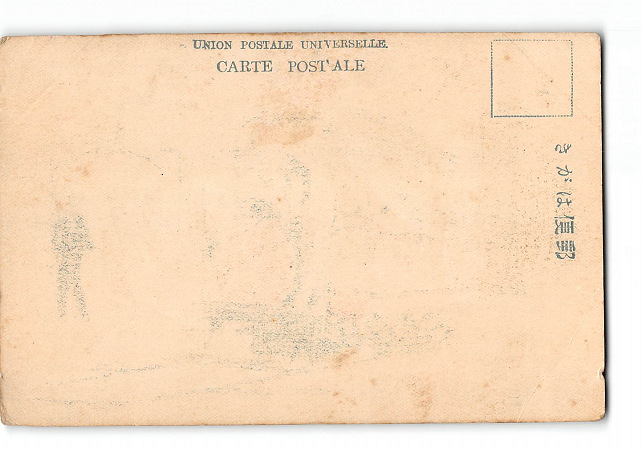 UNION POSTALE UNIVERSELLE.
CARTE POSTALE
きがは便郵